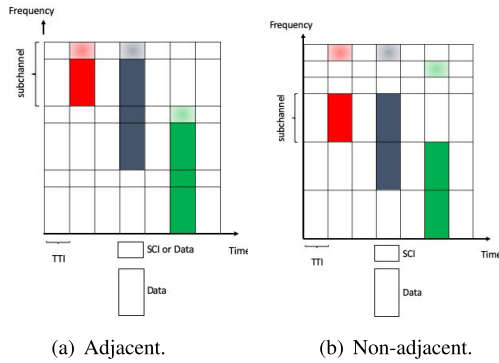 Frequency
subchannel
TTI
Time
SCI or Data
Data
(a) Adjacent.
Frequency
subchannel
TTI
Time
SCI
Data
(b) Non-adjacent.